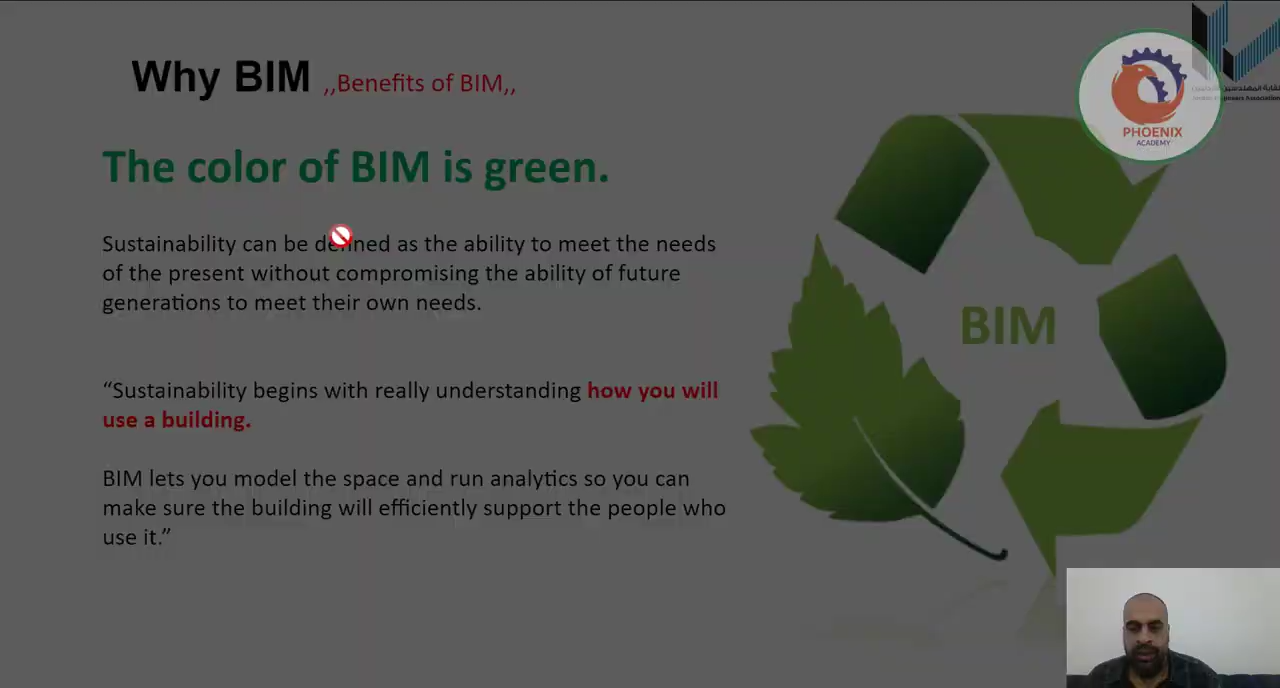 Why BIM ,,Benefits of BIM,,
The color of BIM is green.
Sustainability can be defined as the ability to meet the needs
of the present without compromising the ability of future
generations to meet their own needs.
“Sustainability begins with really understanding how you will
use a building.
BIM lets you model the space and run analytics so you can
make sure the building will efficiently support the people who
use it.”
BIM
PHOENIX
ACADEMY